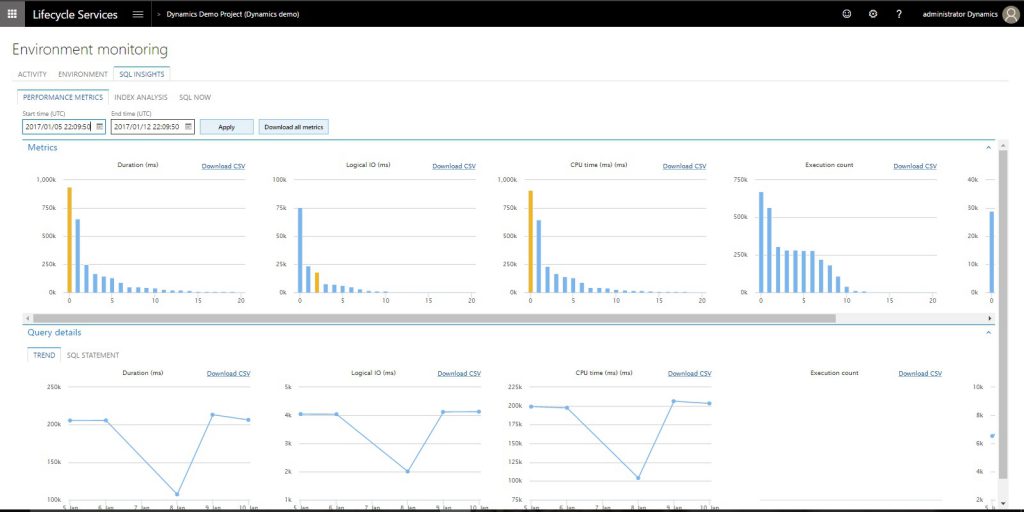 Lifecycle Services > Dynamics Demo Project (Dynamics demo) ? administrator Dynamics
Environment monitoring
ACTIVITY ENVIRONMENT SQL INSIGHTS
PERFORMANCE METRICS INDEX ANALYSIS SQL NOW
Start time (UTC) End time (UTC)
2017/01/05 22:09:50 2017/01/12 22:09:50 Apply Download all metrics
Metrics
Duration (ms) Download CSV Logical IO (ms) Download CSV CPU time (ms) (ms) Download CSV Execution count Download CSV
1,000k 100k 1,000k 750k 40k
750k 75k 750k 30k
500k 50k 500k 500k 20k
250k 25k 250k 250k 10k
0k 0k 0k 0k 0k
0 5 10 15 20 0 5 10 15 20 0 5 10 15 20 0 5 10 15 20 0
Query details
TREND SQL STATEMENT
Duration (ms) Download CSV Logical IO (ms) Download CSV CPU time (ms) (ms) Download CSV Execution count Download CSV
250k 5k 225k 10k
200k 4k 200k 8k
175k
150k 3k 150k 6k
125k
2k 100k 4k
100k 1k 75k 2k
5. Jan 6. Jan 7. Jan 8. Jan 9. Jan 10. Jan 5. Jan 6. Jan 7. Jan 8. Jan 9. Jan 10. Jan 5. Jan 6. Jan 7. Jan 8. Jan 9. Jan 10. Jan